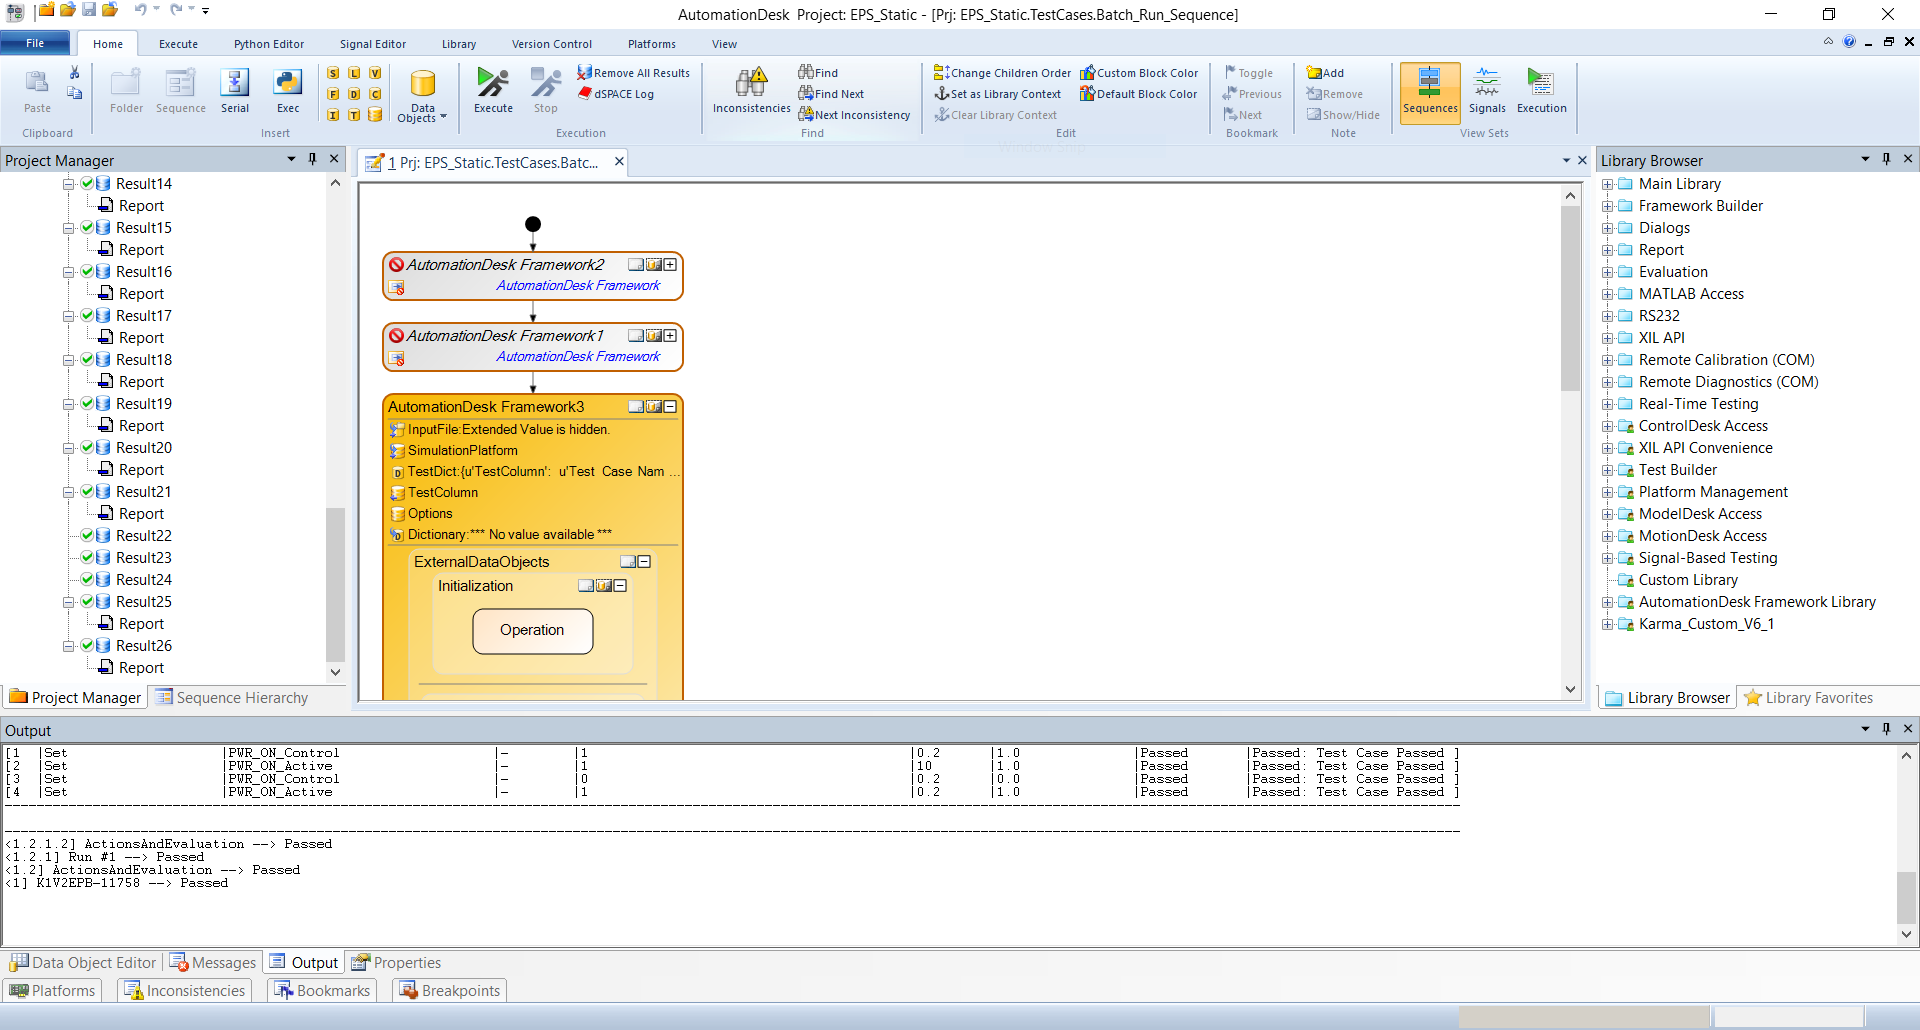 AutomationDesk Project: EPS_Static - [Prj: EPS_Static.TestCases.Batch_Run_Sequence]
File Home Execute Python Editor Signal Editor Library Version Control Platforms View
Paste
Clipboard
Folder Sequence Serial Exec
S L V
F D C
I T
Data Objects
Insert
Execute Stop
Remove All Results
dSPACE Log
Execution
Inconsistencies
Find
Find Next
Next Inconsistency
Find
Change Children Order
Set as Library Context
Clear Library Context
Custom Block Color
Default Block Color
Edit
Toggle
Previous
Next
Bookmark
Add
Remove
Show/Hide
Note
Sequences Signals Execution
View Sets
Project Manager
Result14
Report
Result15
Report
Result16
Report
Result17
Report
Result18
Report
Result19
Report
Result20
Report
Result21
Report
Result22
Result23
Result24
Result25
Report
Result26
Report
Project Manager Sequence Hierarchy
1 Prj: EPS_Static.TestCases.Batc...
AutomationDesk Framework2
AutomationDesk Framework
AutomationDesk Framework1
AutomationDesk Framework
AutomationDesk Framework3
InputFile:Extended Value is hidden.
SimulationPlatform
TestDict:{u'TestColumn': u'Test Case Nam ...
TestColumn
Options
Dictionary:*** No value available ***
ExternalDataObjects
Initialization
Operation
Library Browser
Main Library
Framework Builder
Dialogs
Report
Evaluation
MATLAB Access
RS232
XIL API
Remote Calibration (COM)
Remote Diagnostics (COM)
Real-Time Testing
ControlDesk Access
XIL API Convenience
Test Builder
Platform Management
ModelDesk Access
MotionDesk Access
Signal-Based Testing
Custom Library
AutomationDesk Framework Library
Karma_Custom_V6_1
Library Browser Library Favorites
Output
[1 |Set |PWR_ON_Control |- |1 |0.2 |1.0 |Passed |Passed: Test Case Passed ]
[2 |Set |PWR_ON_Active |- |1 |10 |1.0 |Passed |Passed: Test Case Passed ]
[3 |Set |PWR_ON_Control |- |0 |0.2 |0.0 |Passed |Passed: Test Case Passed ]
[4 |Set |PWR_ON_Active |- |1 |0.2 |1.0 |Passed |Passed: Test Case Passed ]
<1.2.1.2] ActionsAndEvaluation --> Passed
<1.2.1] Run #1 --> Passed
<1.2] ActionsAndEvaluation --> Passed
<1] K1V2EPB-11758 --> Passed
Data Object Editor Messages Output Properties
Platforms Inconsistencies Bookmarks Breakpoints